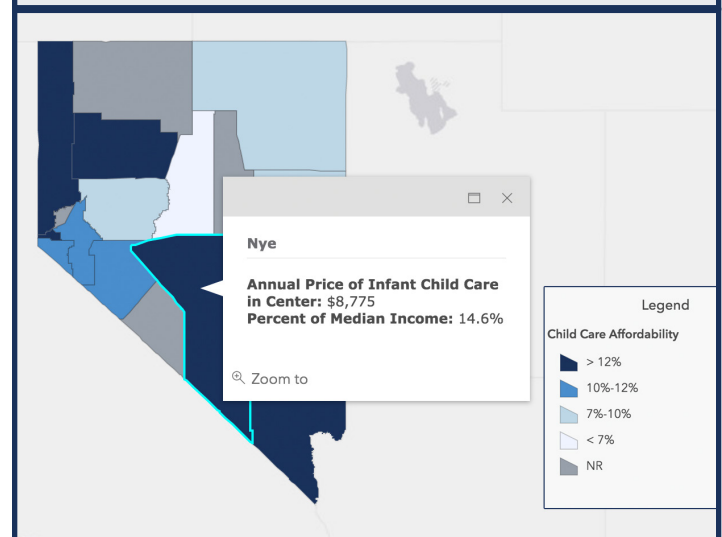 Nye
Annual Price of Infant Child Care
in Center: $8,775
Percent of Median Income: 14.6%
Zoom to
Legend
Child Care Affordability
> 12%
10%-12%
7%-10%
< 7%
NR